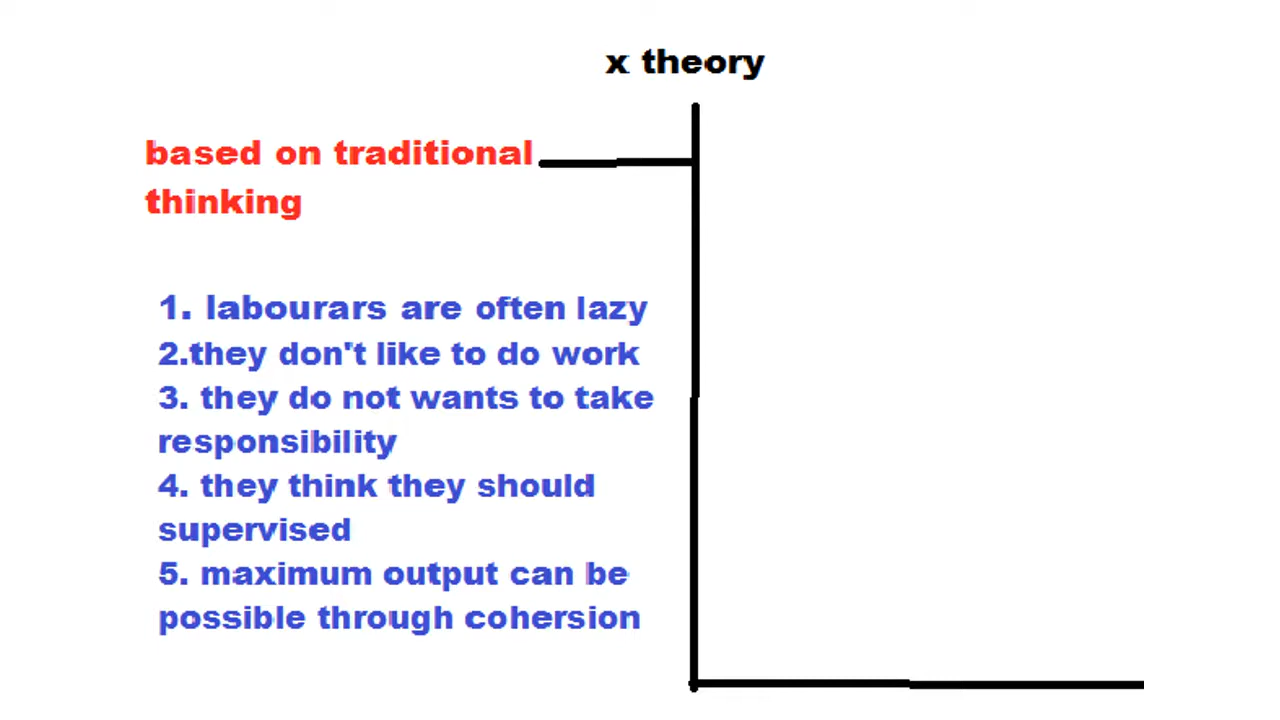 x theory
based on traditional
thinking
1. labourars are often lazy
2.they don't like to do work
3. they do not wants to take
responsibility
4. they think they should
supervised
5. maximum output can be
possible through cohersion